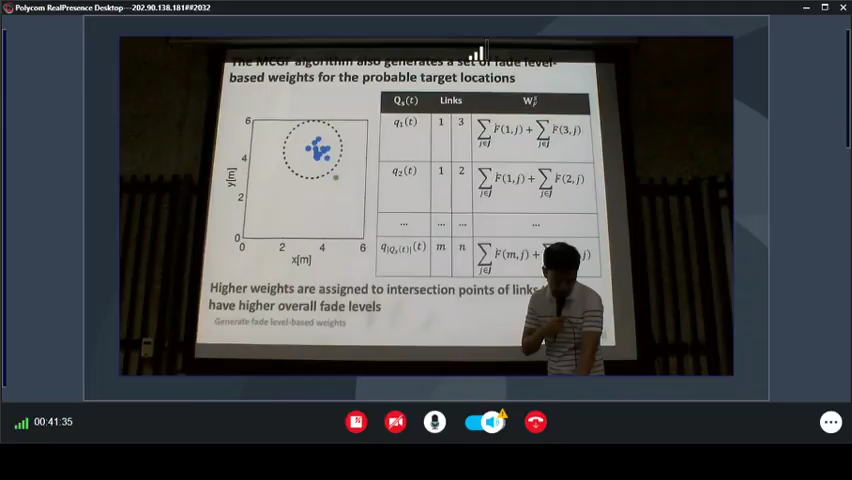 Polycom RealPresence Desktop---202.90.138.181##2032
The MCGF algorithm also generates a set of fade level-
based weights for the probable target locations
Qₛ(t) Links
q₁(t) 1 3 ∑ F(1,j) + ∑ F(3,j)
j∈J j∈J
q₂(t) 1 2 ∑ F(1,j) + ∑ F(2,j)
j∈J j∈J
... ... ... ...
q|Qₛ(t)|(t) m n ∑ F(m,j) + j)
j∈J
6
4
2
0
y[m]
0 2 4 6
x[m]
Higher weights are assigned to intersection points of links
have higher overall fade levels
Generate fade level-based weights
00:41:35